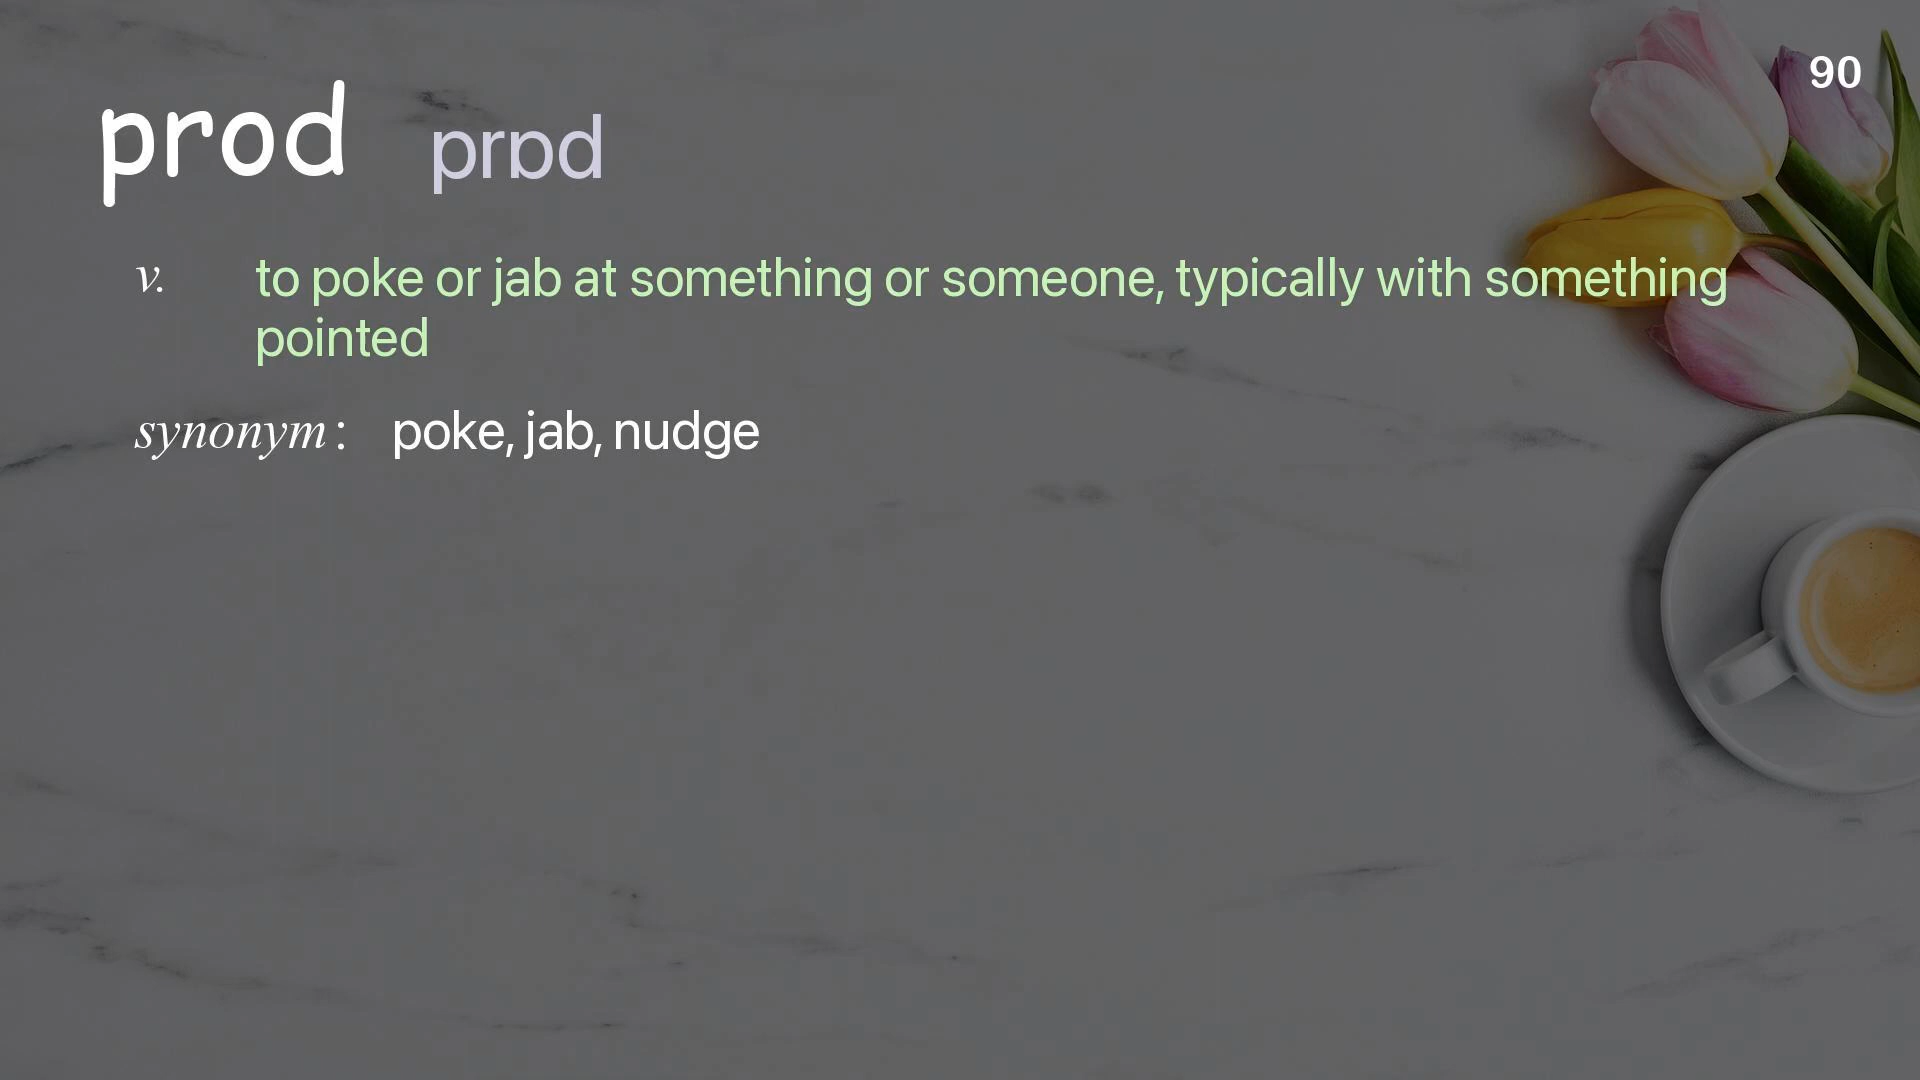 90
prod prɒd
v. to poke or jab at something or someone, typically with something
pointed
synonym : poke, jab, nudge